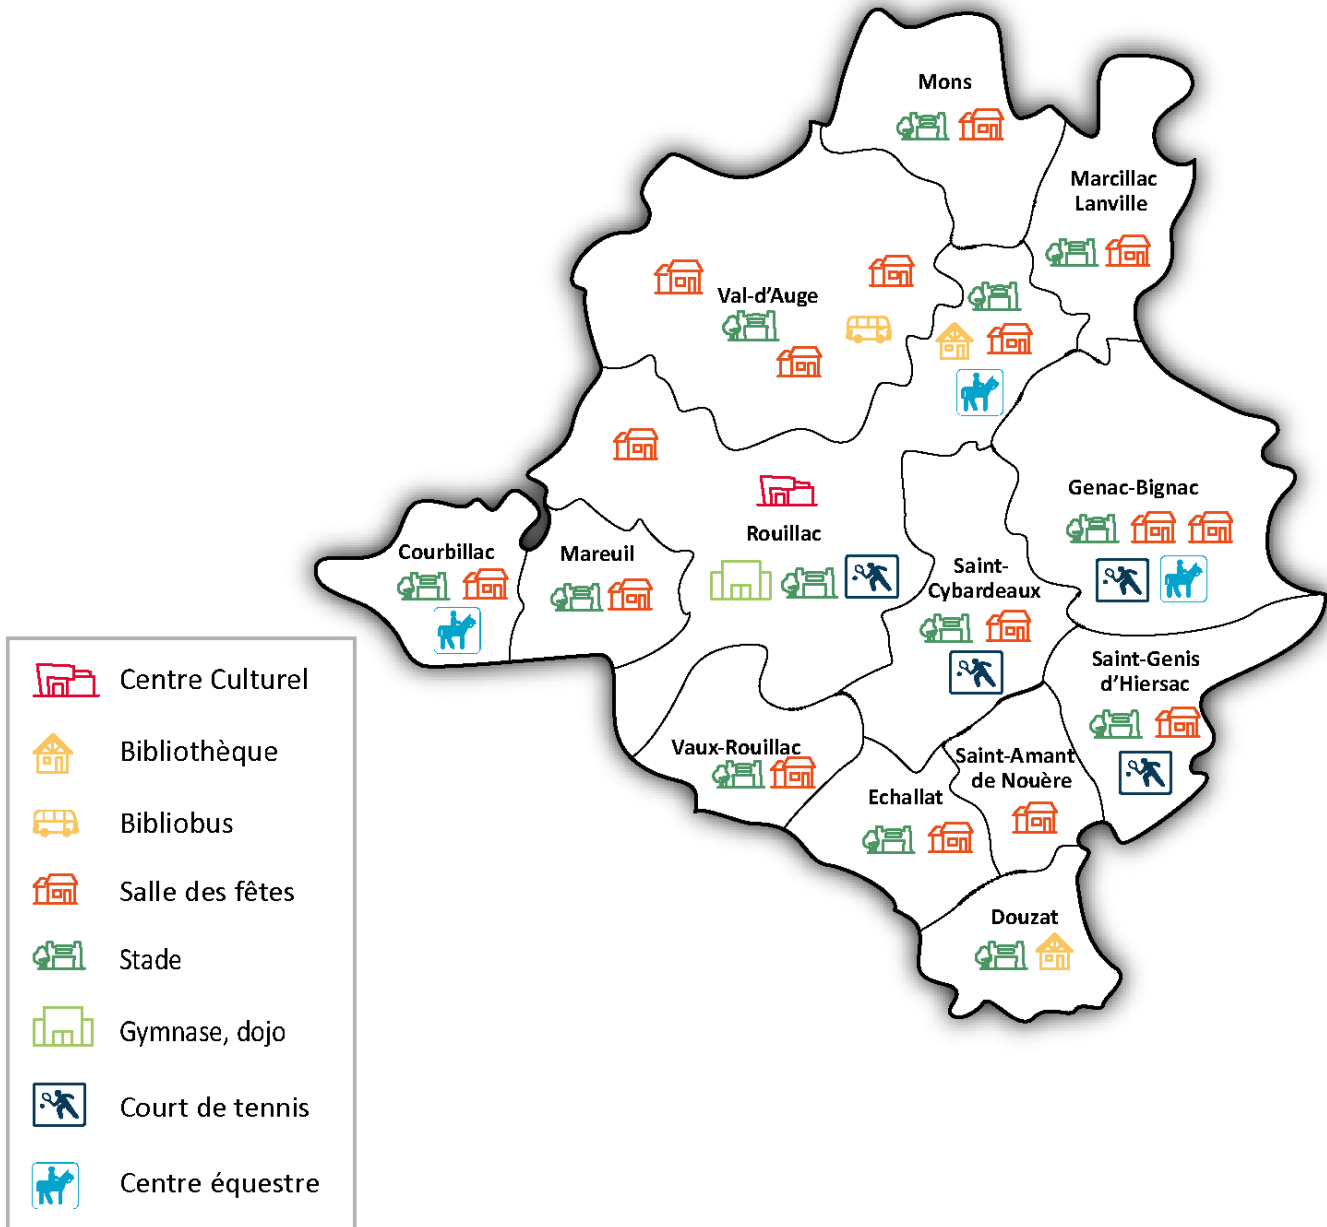 Mons
Marcillac
Lanville
Val-d’Auge
Genac-Bignac
Rouillac
Courbillac
Mareuil
Saint-
Cybardeaux
Saint-Genis
d’Hiersac
Vaux-Rouillac
Saint-Amant
de Nouère
Echallat
Douzat
Centre Culturel
Bibliothèque
Bibliobus
Salle des fêtes
Stade
Gymnase, dojo
Court de tennis
Centre équestre